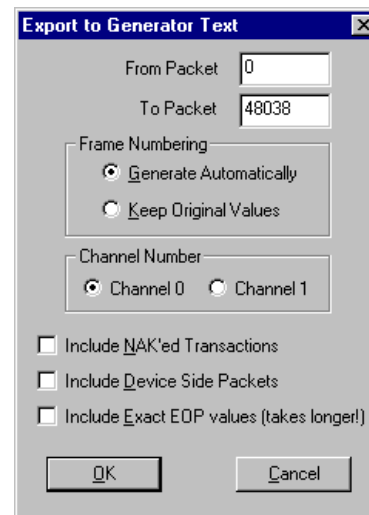 Export to Generator Text
From Packet 0
To Packet 48038
Frame Numbering
Generate Automatically
Keep Original Values
Channel Number
Channel 0 Channel 1
Include NAK'ed Transactions
Include Device Side Packets
Include Exact EOP values (takes longer!)
OK Cancel